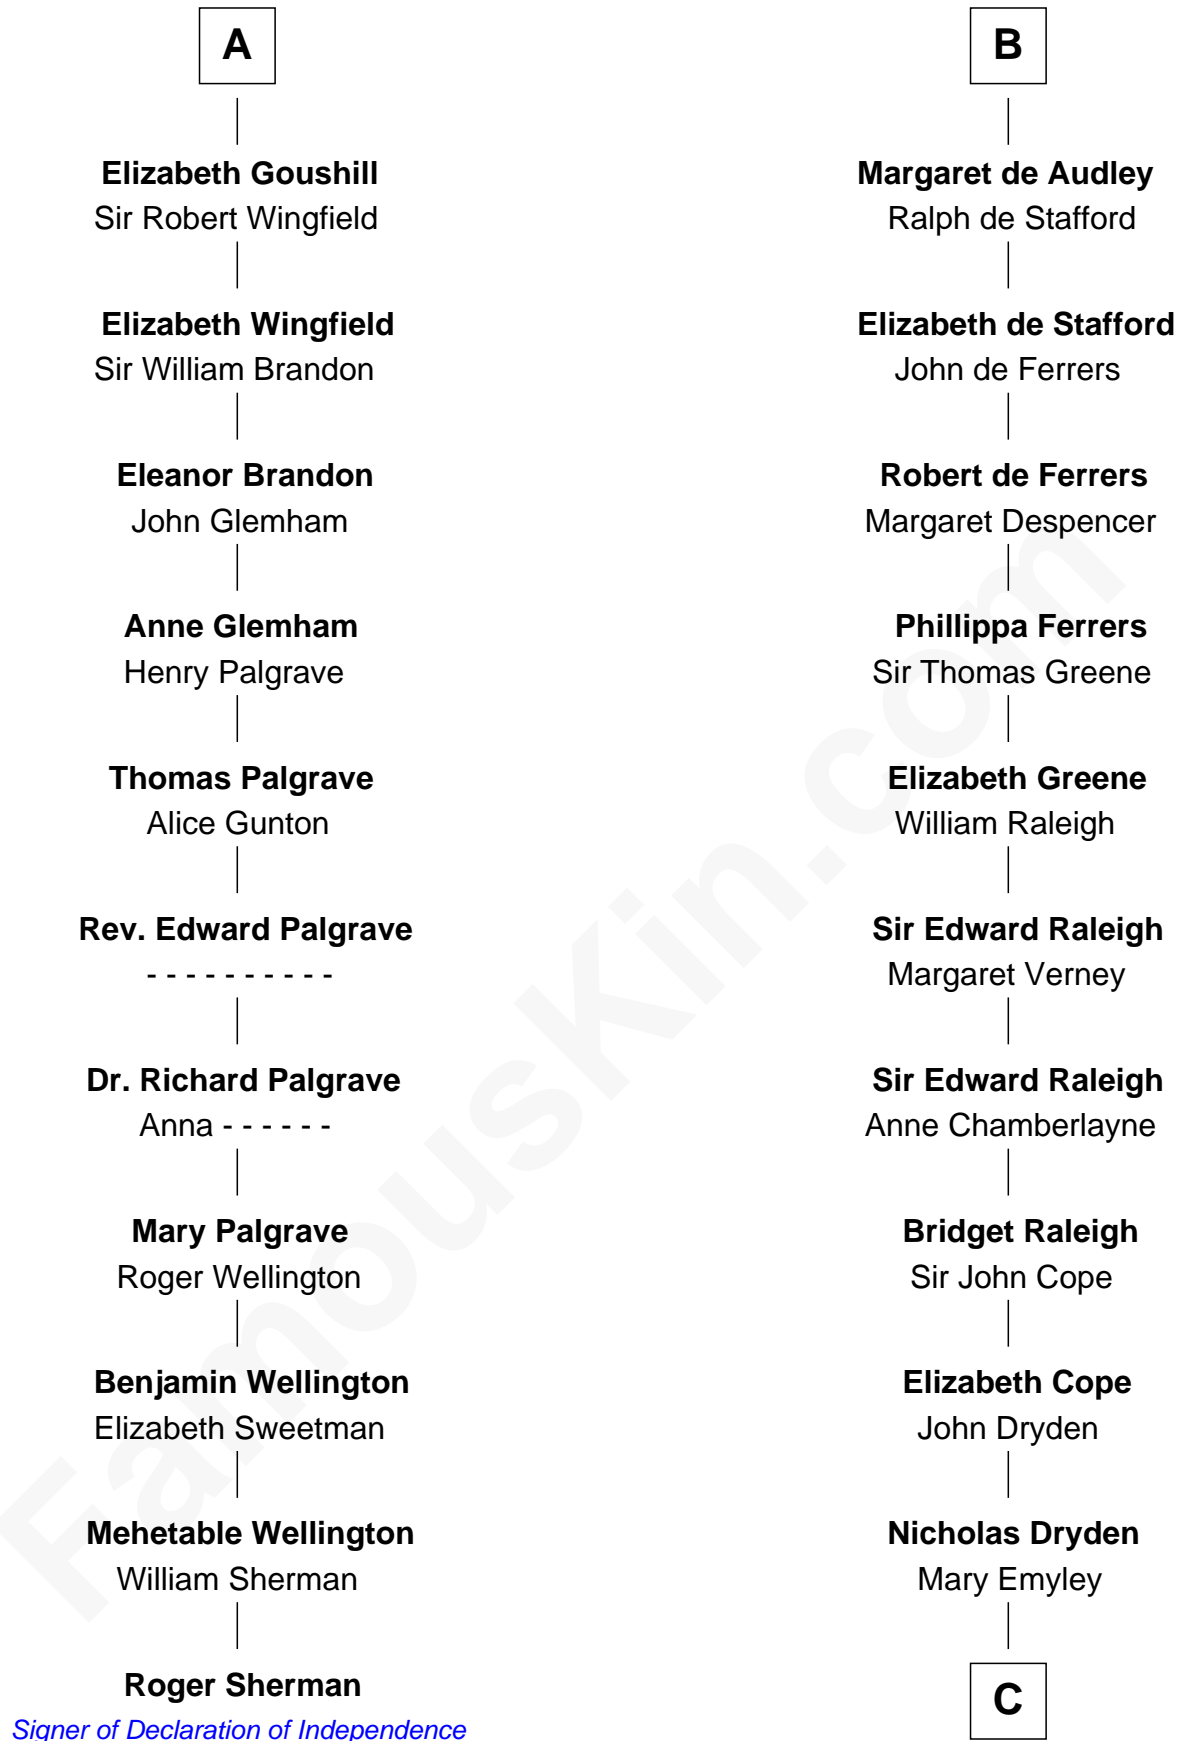 A
Elizabeth Goushill
Sir Robert Wingfield
Elizabeth Wingfield
Sir William Brandon
Eleanor Brandon
John Glemham
Anne Glemham
Henry Palgrave
Thomas Palgrave
Alice Gunton
Rev. Edward Palgrave
- - - - - - - - - -
Dr. Richard Palgrave
Anna - - - - - -
Mary Palgrave
Roger Wellington
Benjamin Wellington
Elizabeth Sweetman
Mehetable Wellington
William Sherman
Roger Sherman
Signer of Declaration of Independence
B
Margaret de Audley
Ralph de Stafford
Elizabeth de Stafford
John de Ferrers
Robert de Ferrers
Margaret Despencer
Phillippa Ferrers
Sir Thomas Greene
Elizabeth Greene
William Raleigh
Sir Edward Raleigh
Margaret Verney
Sir Edward Raleigh
Anne Chamberlayne
Bridget Raleigh
Sir John Cope
Elizabeth Cope
John Dryden
Nicholas Dryden
Mary Emyley
C
FamousKin.com